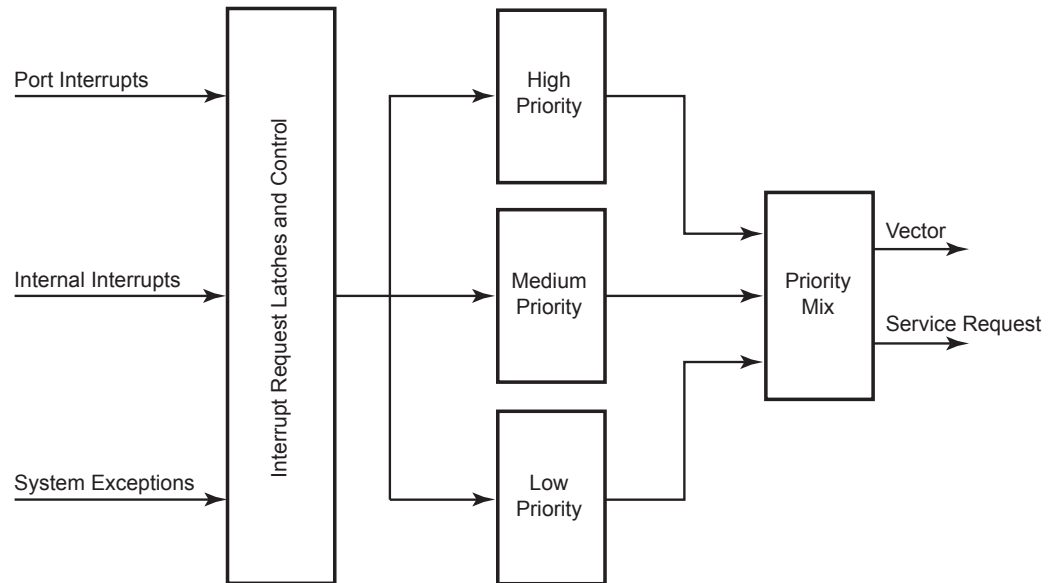 Port Interrupts
Internal Interrupts
System Exceptions
Interrupt Request Latches and Control
High
Priority
Medium
Priority
Low
Priority
Priority
Mix
Vector
Service Request